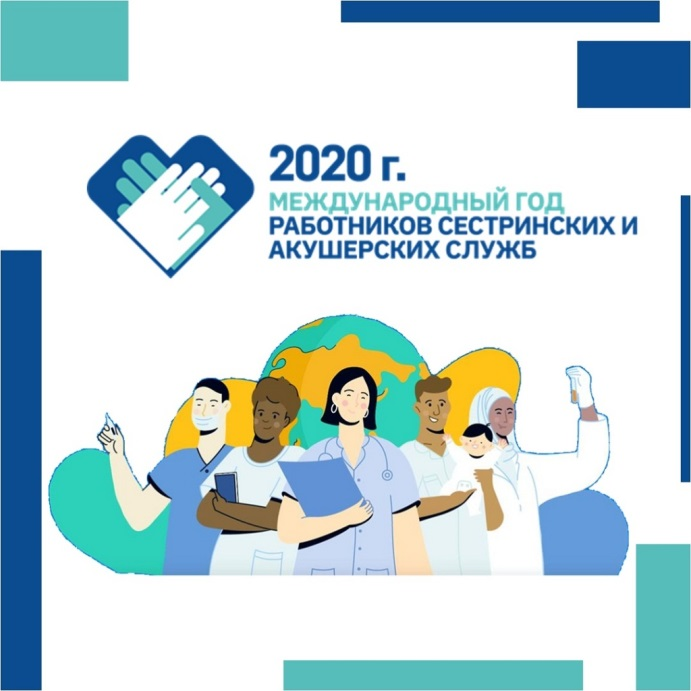 2020 г.
МЕЖДУНАРОДНЫЙ ГОД
РАБОТНИКОВ СЕСТРИНСКИХ И
АКУШЕРСКИХ СЛУЖБ